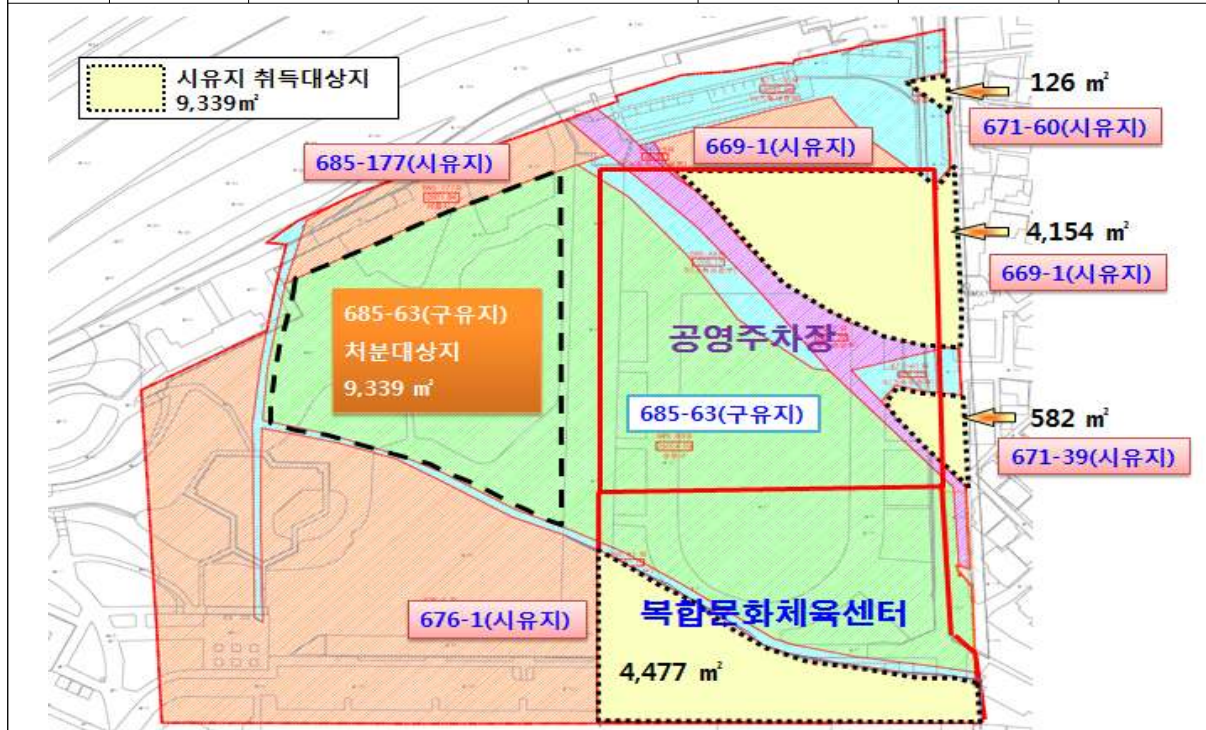 시유지 취득대상지
9,339㎡
126 ㎡
671-60(시유지)
685-177(시유지)
669-1(시유지)
4,154 ㎡
669-1(시유지)
685-63(구유지)
처분대상지
9,339 ㎡
공영주차장
685-63(구유지)
582 ㎡
671-39(시유지)
676-1(시유지)
복합문화체육센터
4,477 ㎡